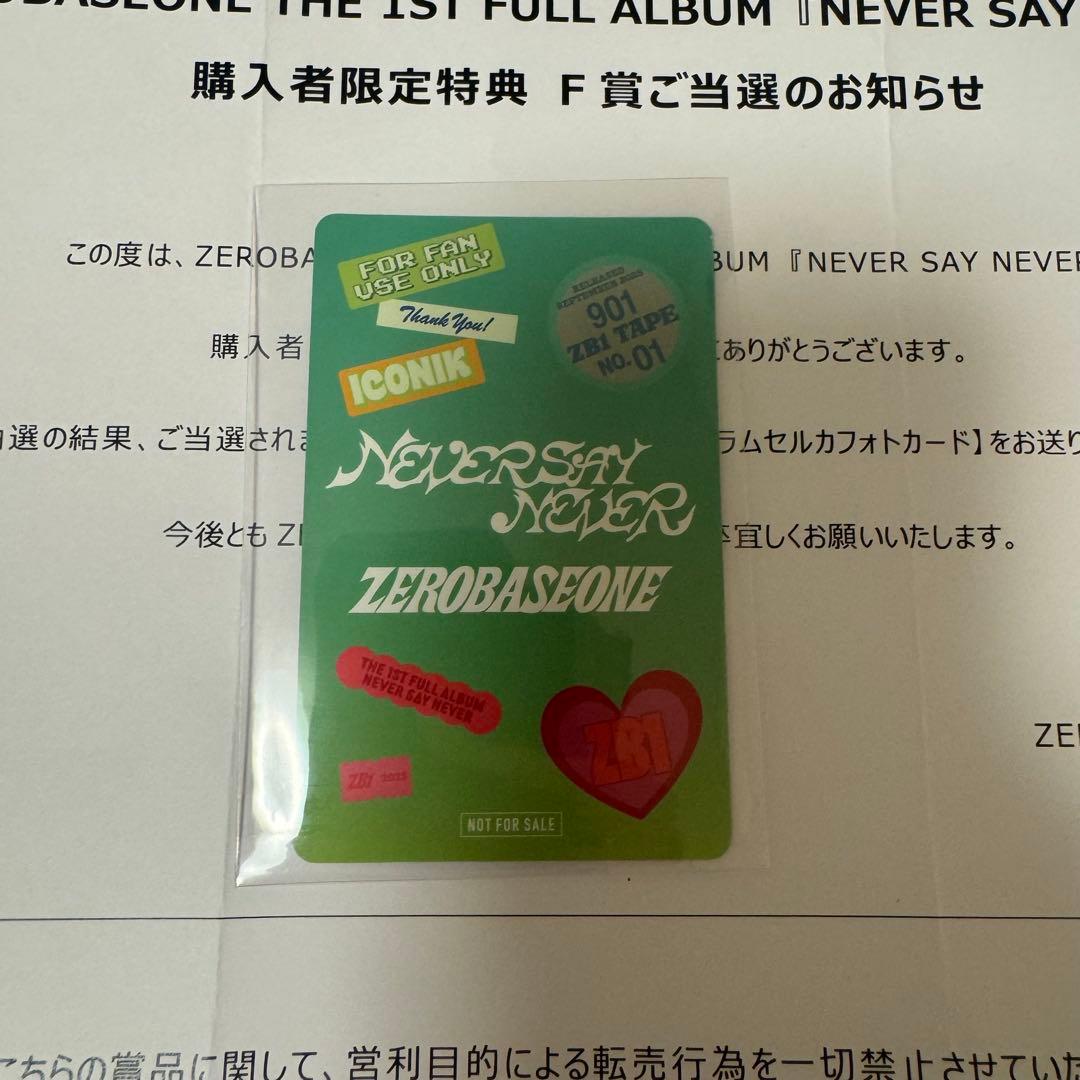 OBASEONE THE 1ST FULL ALBUM『NEVER SAY
購入者限定特典 F賞ご当選のお知らせ
この度は、ZEROBA BUM『NEVER SAY NEVER
購入者 ありがとうございます。
選の結果、ご当選されま ラムセルカフォトカード】をお送り
今後とも ZE 宜しくお願いいたします。
ZE
FOR FAN
USE ONLY
Thank You!
ICONIK
RELEASED
SEPTEMBER 2025
901
ZB1 TAPE
NO.01
NEVER SAY
NEVER
ZEROBASEONE
THE 1ST FULL ALBUM
NEVER SAY NEVER
ZB1
ZB1 2025
NOT FOR SALE
こちらの賞品に関して、営利目的による転売行為を一切禁止させていた